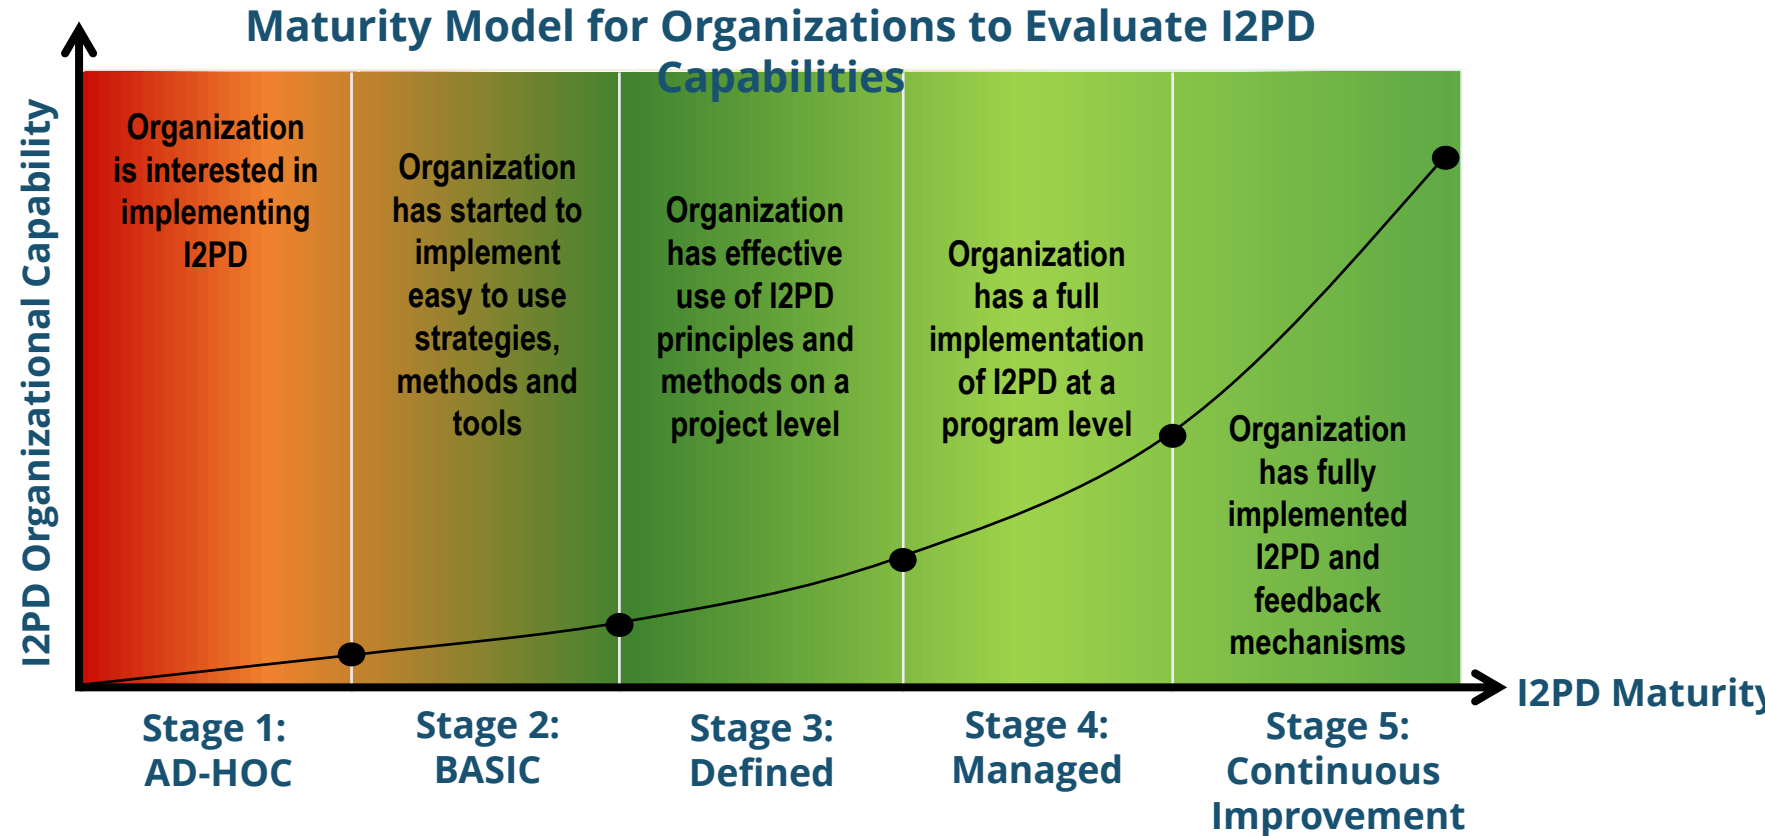 Maturity Model for Organizations to Evaluate I2PD
Capabilities
I2PD Organizational Capability
Organization
is interested in
implementing
I2PD
Organization
has started to
implement
easy to use
strategies,
methods and
tools
Organization
has effective
use of I2PD
principles and
methods on a
project level
Organization
has a full
implementation
of I2PD at a
program level
Organization
has fully
implemented
I2PD and
feedback
mechanisms
I2PD Maturity
Stage 1:
AD-HOC
Stage 2:
BASIC
Stage 3:
Defined
Stage 4:
Managed
Stage 5:
Continuous
Improvement